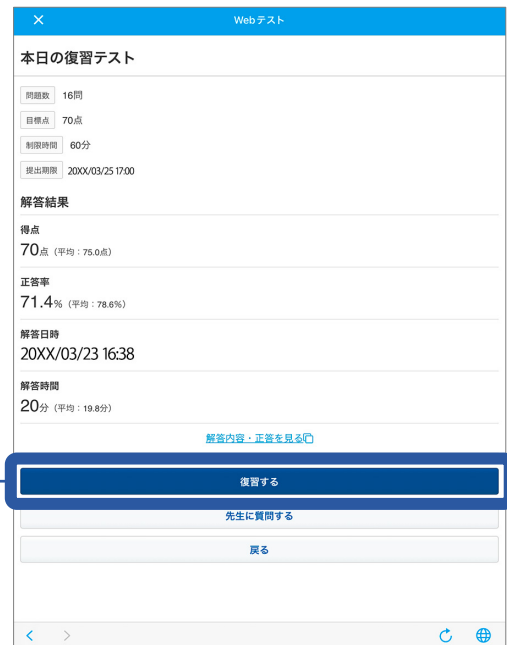 Webテスト
本日の復習テスト
問題数 16問
目標点 70点
制限時間 60分
提出期限 20XX/03/25 17:00
解答結果
得点
70点（平均：75.0点）
正答率
71.4%（平均：78.6%）
解答日時
20XX/03/23 16:38
解答時間
20分（平均：19.8分）
解答内容・正答を見る
復習する
先生に質問する
戻る